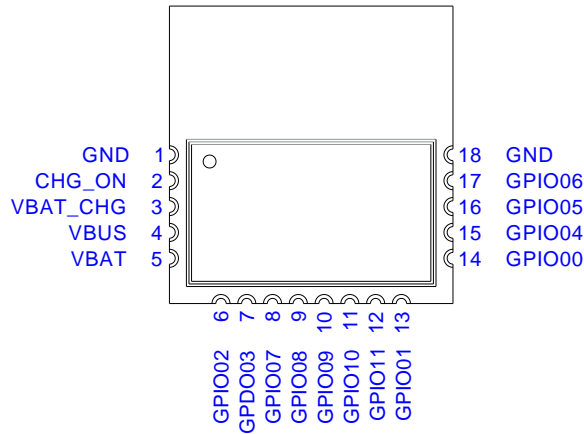 GND 1
CHG_ON 2
VBAT_CHG 3
VBUS 4
VBAT 5
18 GND
17 GPIO06
16 GPIO05
15 GPIO04
14 GPIO00
6 GPIO02
7 GPDO03
8 GPIO07
9 GPIO08
10 GPIO09
11 GPIO10
12 GPIO11
13 GPIO01